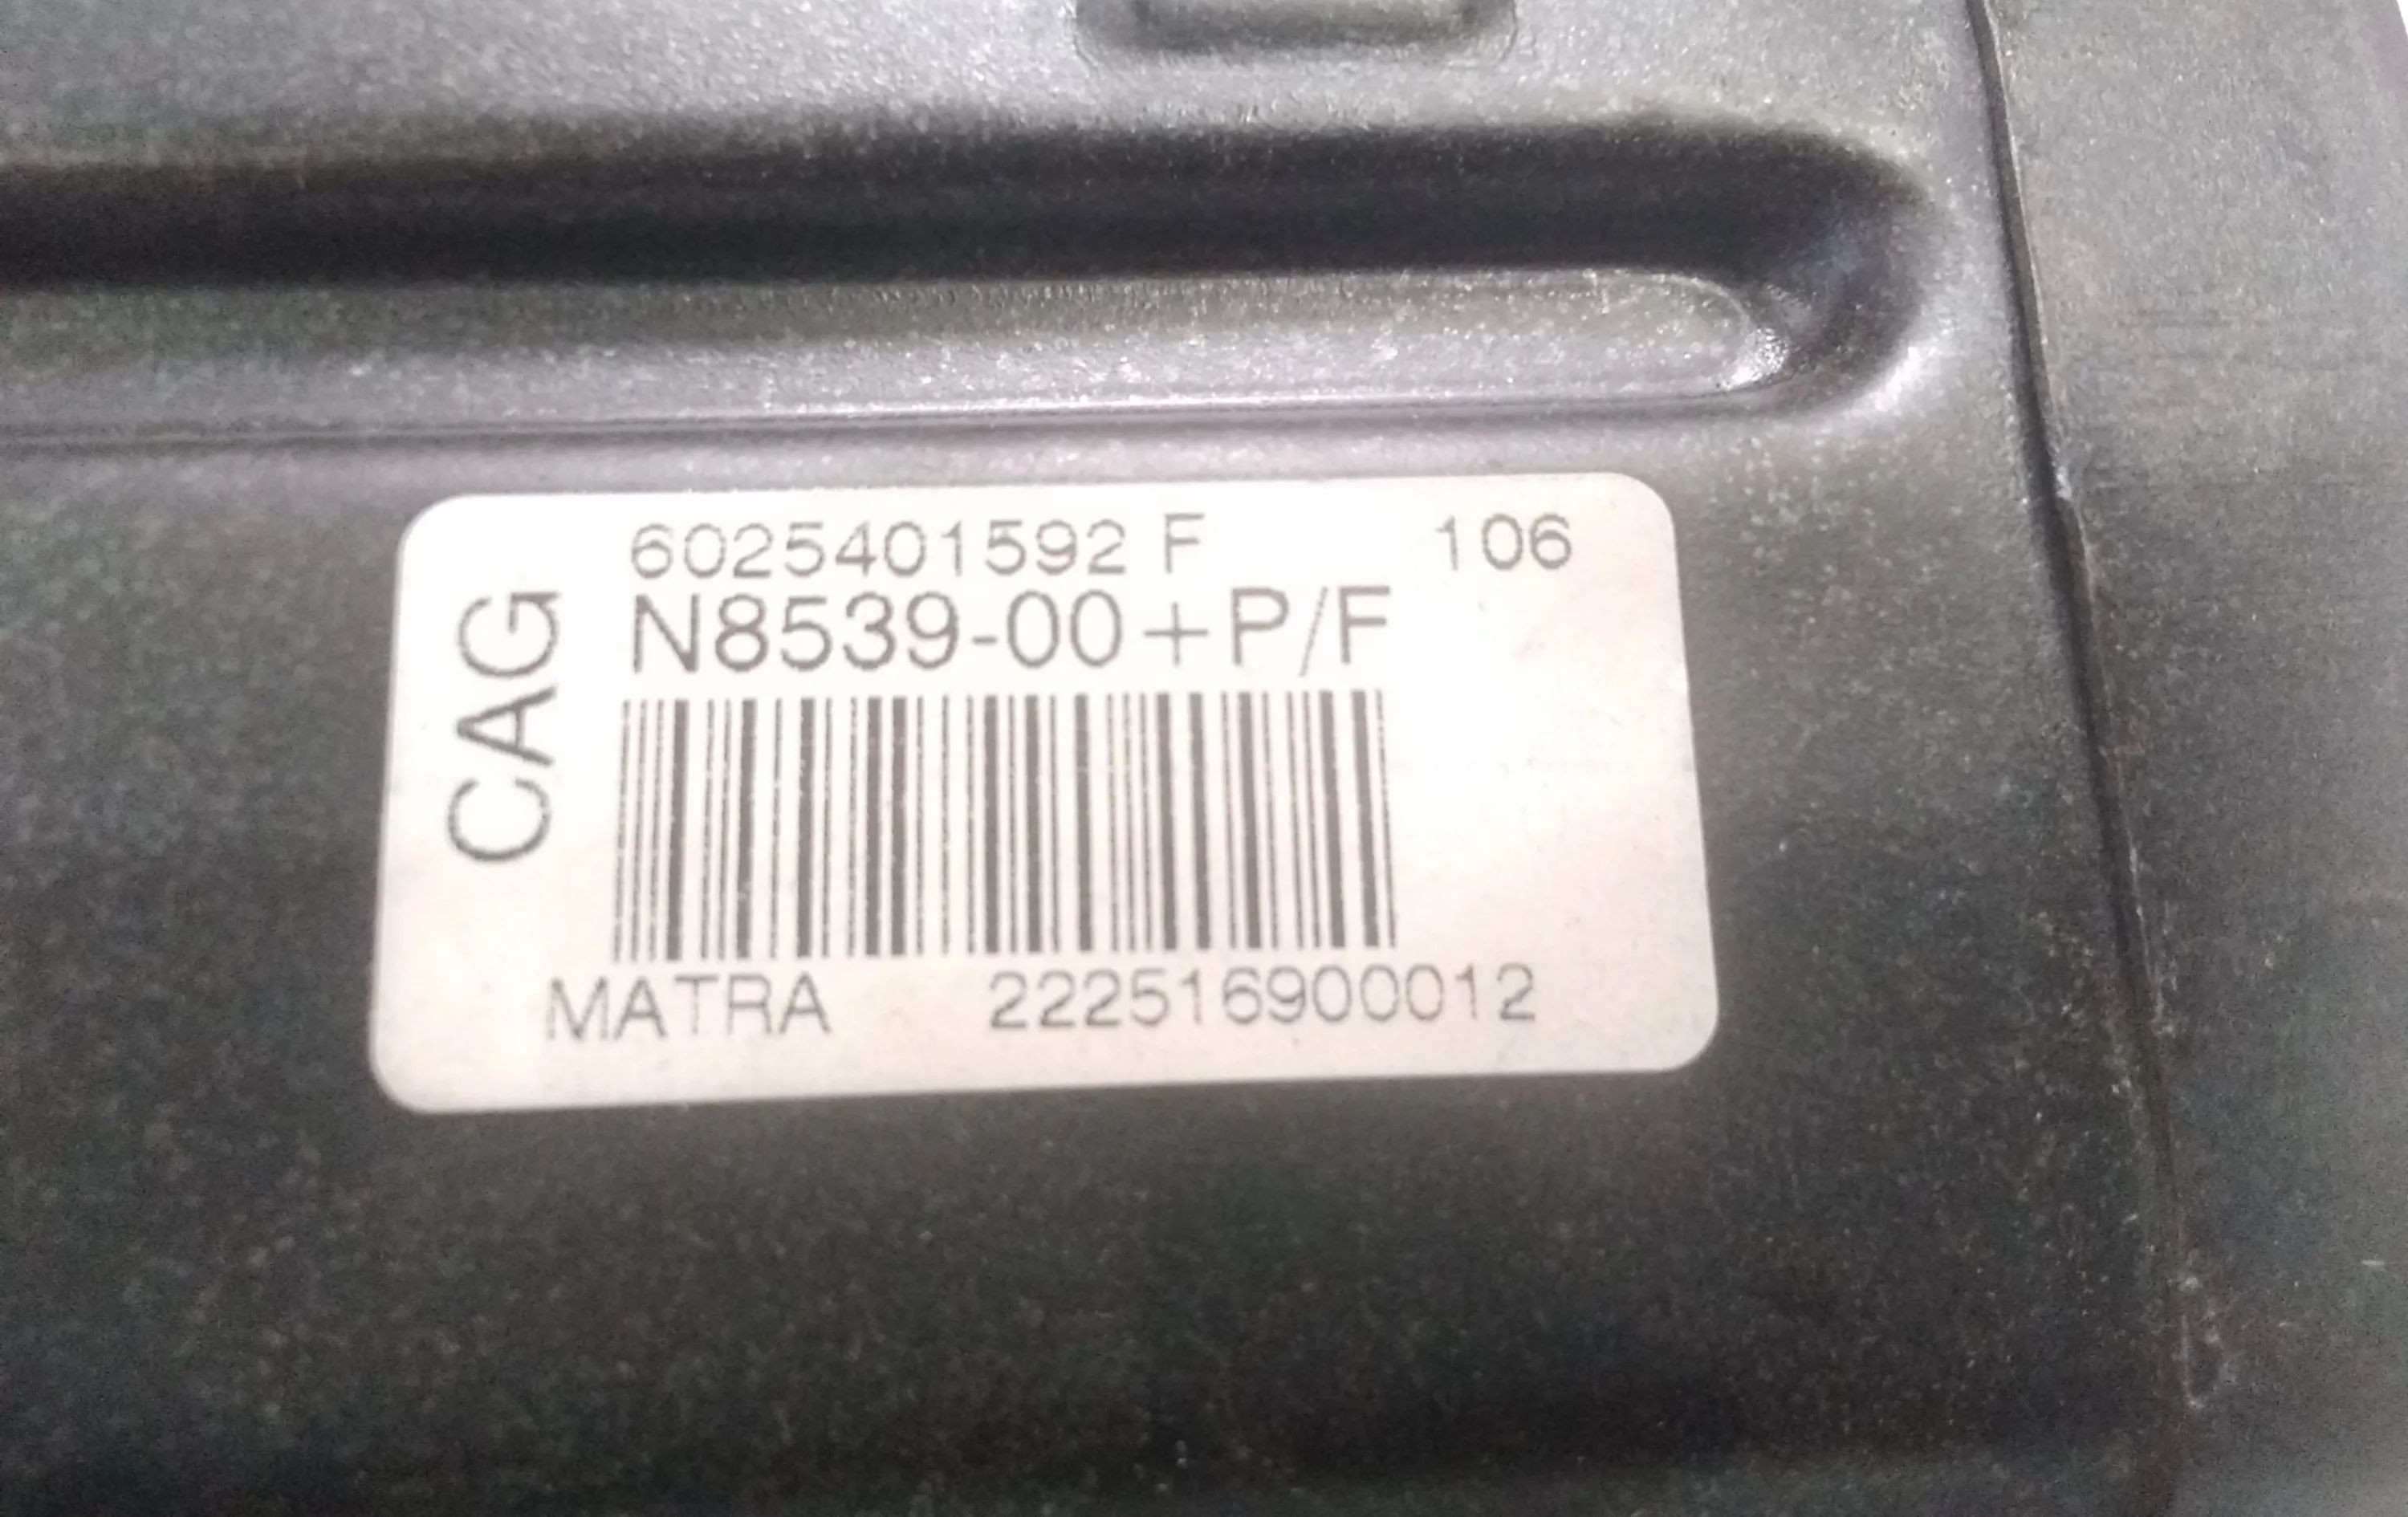 CAG
6025401592 F 106
N8539-00+P/F
MATRA 222516900012